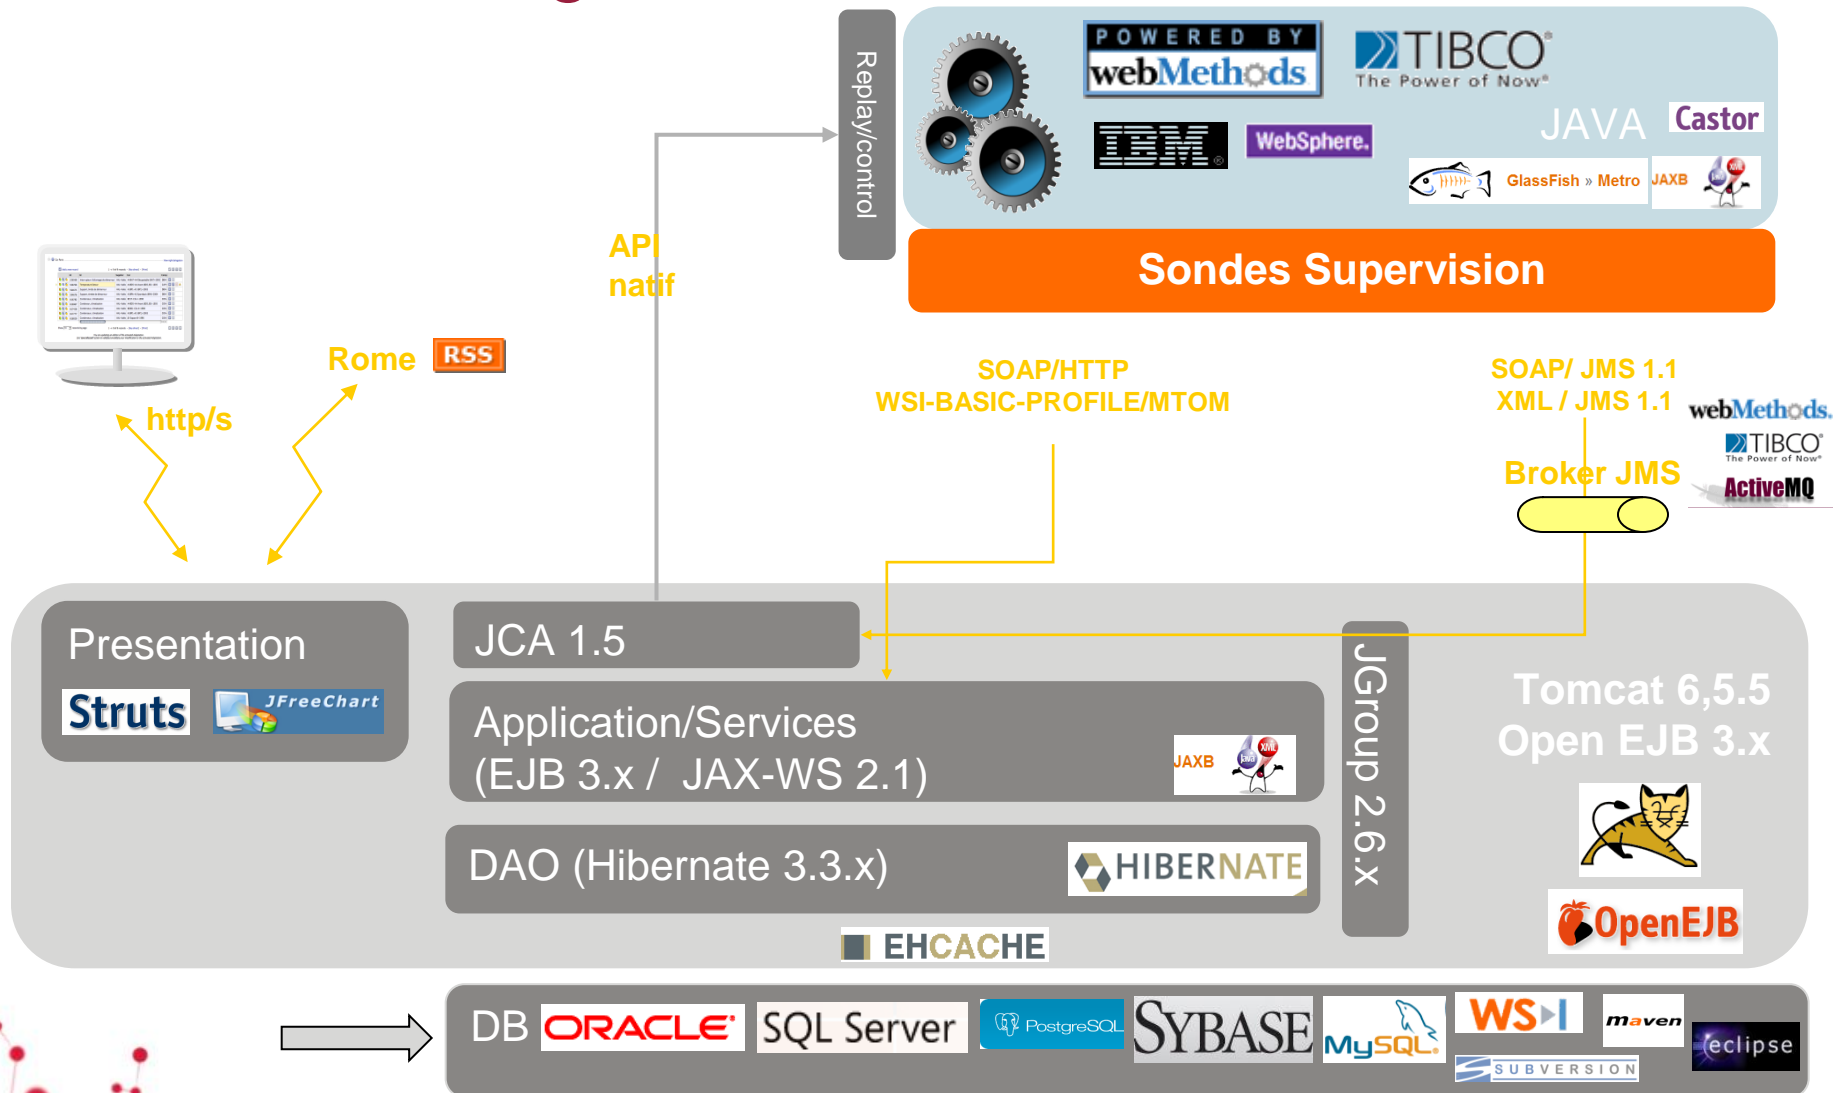 Replay/control
POWERED BY
webMethods
TIBCO®
The Power of Now®
IBM®
WebSphere.
JAVA
Castor
GlassFish » Metro
JAXB
Java
XML
Sondes Supervision
API
natif
Rome
RSS
http/s
SOAP/HTTP
WSI-BASIC-PROFILE/MTOM
SOAP/ JMS 1.1
XML / JMS 1.1
webMethods.
TIBCO®
The Power of Now®
Broker JMS
ActiveMQ
Presentation
Struts
JFreeChart
JCA 1.5
Application/Services
(EJB 3.x / JAX-WS 2.1)
JAXB
Java
XML
DAO (Hibernate 3.3.x)
HIBERNATE
JGroup 2.6.x
Tomcat 6,5.5
Open EJB 3.x
OpenEJB
EHCACHE
DB
ORACLE®
SQL Server
PostgreSQL
SYBASE
MySQL®
WS-I
maven
eclipse
SUBVERSION